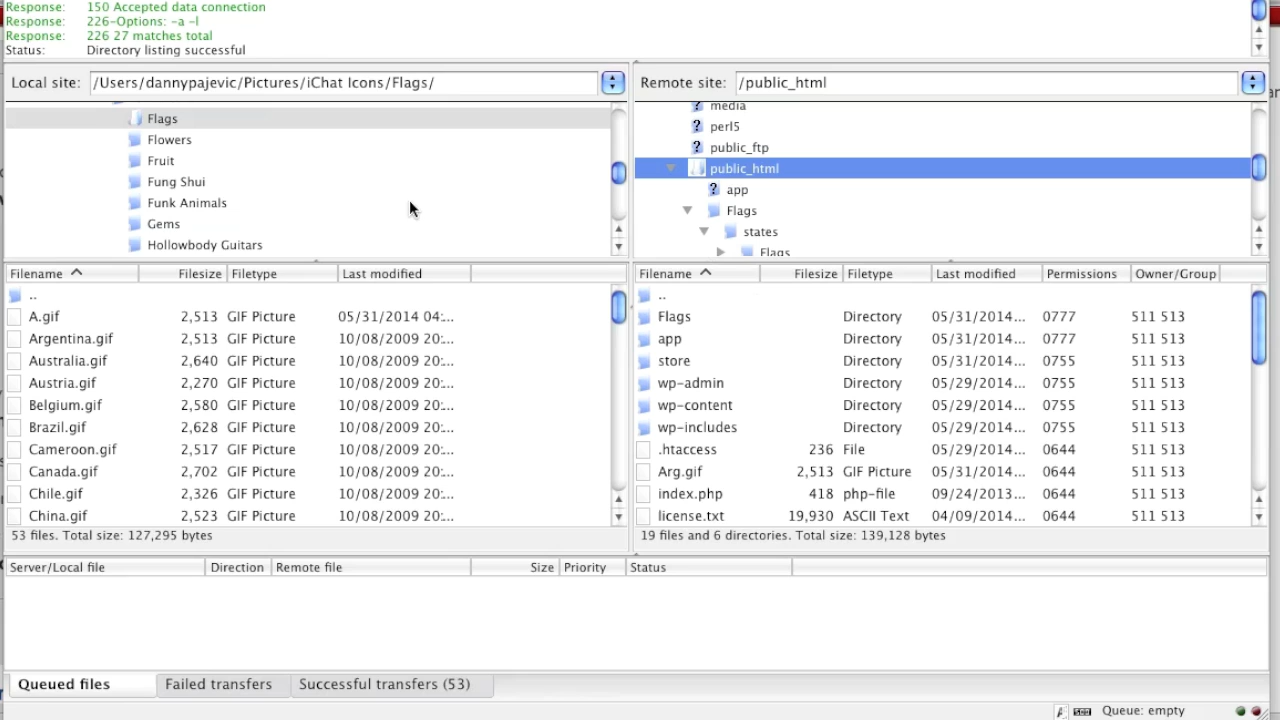 Response: 150 Accepted data connection
Response: 226-Options: -a -l
Response: 226 27 matches total
Status: Directory listing successful
Local site: /Users/dannypajevic/Pictures/iChat Icons/Flags/
Flags
Flowers
Fruit
Fung Shui
Funk Animals
Gems
Hollowbody Guitars
Filename Filesize Filetype Last modified
..
A.gif 2,513 GIF Picture 05/31/2014 04:...
Argentina.gif 2,513 GIF Picture 10/08/2009 20:...
Australia.gif 2,640 GIF Picture 10/08/2009 20:...
Austria.gif 2,270 GIF Picture 10/08/2009 20:...
Belgium.gif 2,580 GIF Picture 10/08/2009 20:...
Brazil.gif 2,628 GIF Picture 10/08/2009 20:...
Cameroon.gif 2,517 GIF Picture 10/08/2009 20:...
Canada.gif 2,702 GIF Picture 10/08/2009 20:...
Chile.gif 2,326 GIF Picture 10/08/2009 20:...
China.gif 2,523 GIF Picture 10/08/2009 20:...
53 files. Total size: 127,295 bytes
Remote site: /public_html
media
perl5
public_ftp
public_html
app
Flags
states
Flags
Filename Filesize Filetype Last modified Permissions Owner/Group
..
Flags Directory 05/31/2014... 0777 511 513
app Directory 05/31/2014... 0777 511 513
store Directory 05/31/2014... 0755 511 513
wp-admin Directory 05/29/2014... 0755 511 513
wp-content Directory 05/29/2014... 0755 511 513
wp-includes Directory 05/29/2014... 0755 511 513
.htaccess 236 File 05/29/2014... 0644 511 513
Arg.gif 2,513 GIF Picture 05/31/2014... 0644 511 513
index.php 418 php-file 09/24/2013... 0644 511 513
license.txt 19,930 ASCII Text 04/09/2014... 0644 511 513
19 files and 6 directories. Total size: 139,128 bytes
Server/Local file Direction Remote file Size Priority Status
Queued files Failed transfers Successful transfers (53)
Queue: empty